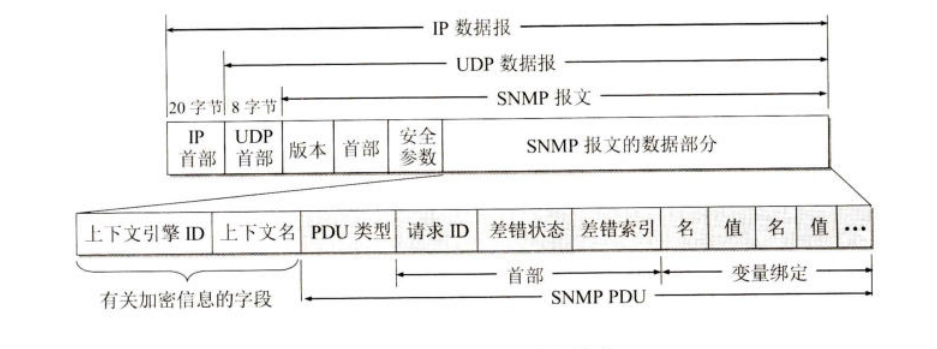 IP 数据报
UDP 数据报
SNMP 报文
20 字节 8 字节
IP 首部 UDP 首部 版本 首部 安全参数 SNMP 报文的数据部分
上下文引擎 ID 上下文名 PDU 类型 请求 ID 差错状态 差错索引 名 值 名 值 •••
首部 变量绑定
有关加密信息的字段 SNMP PDU